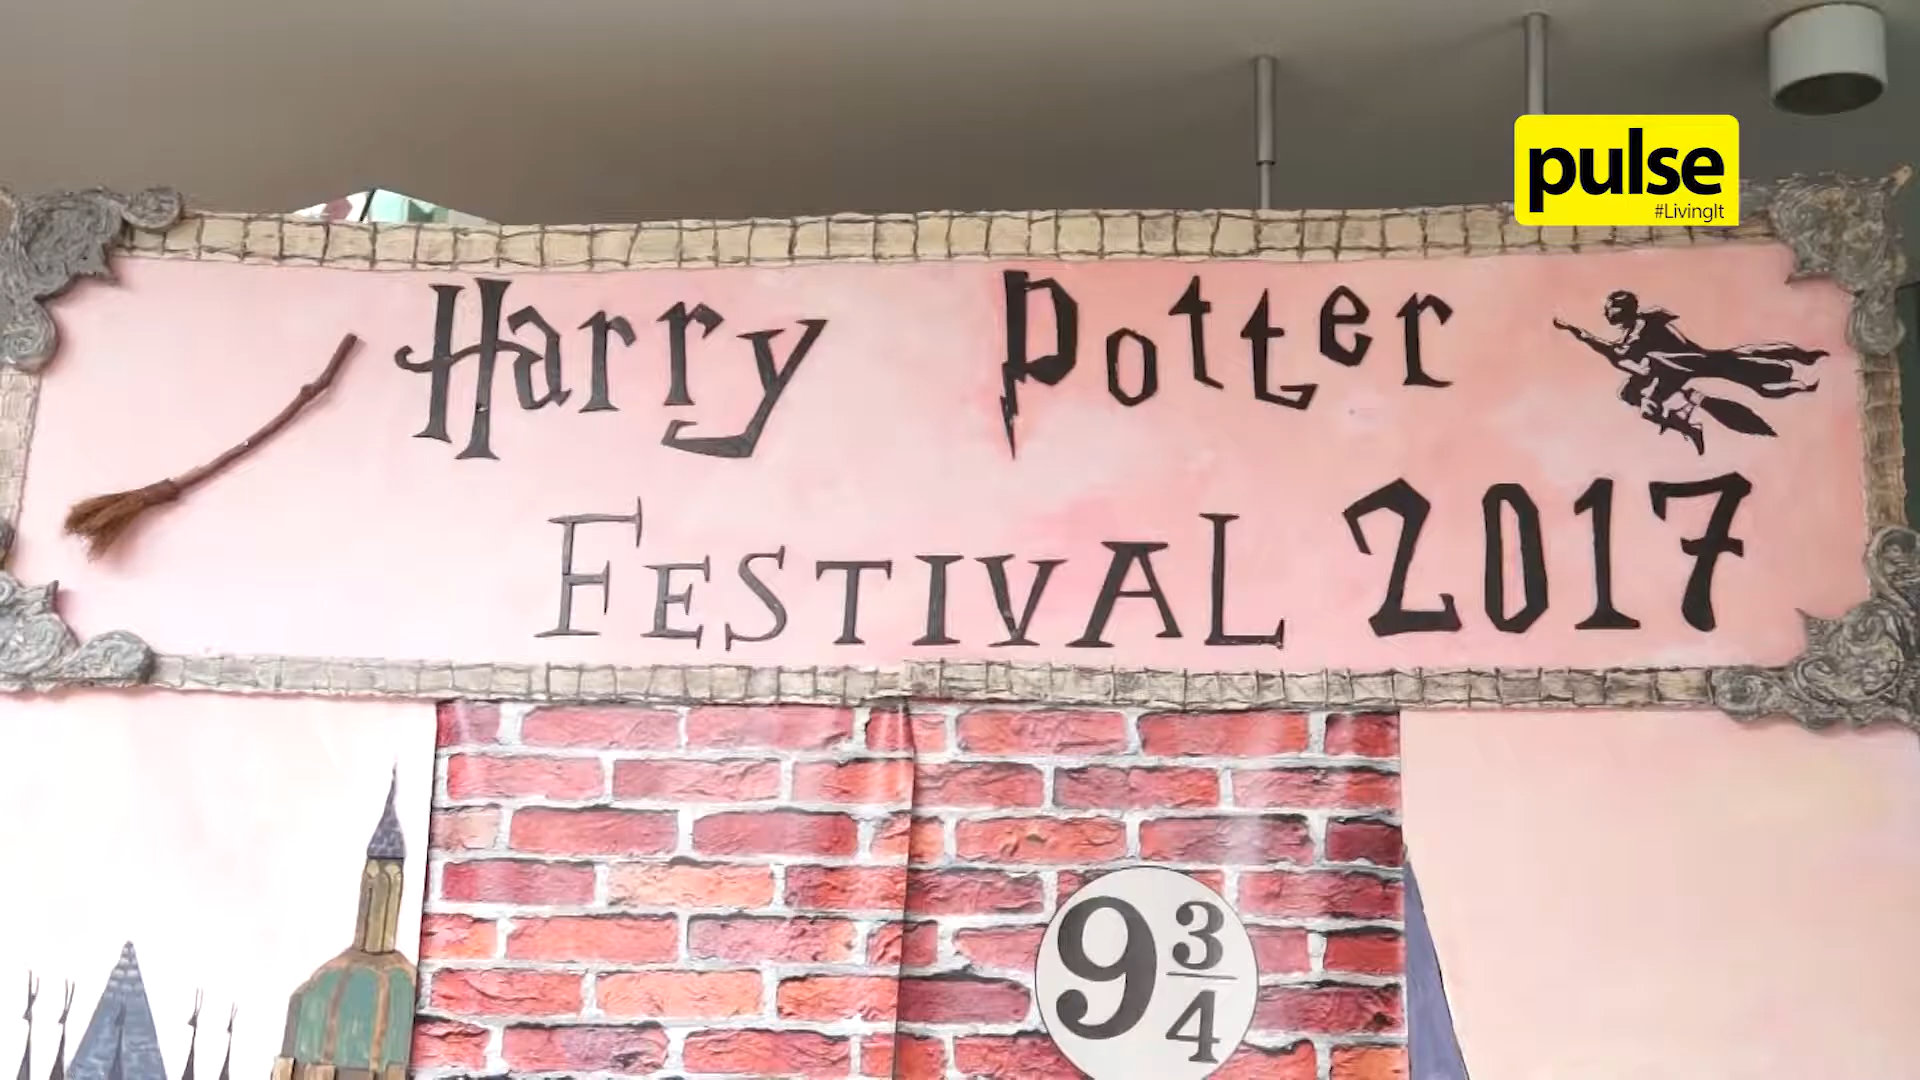 pulse
#LivingIt
Harry Potter
FESTIVAL 2017
9 3/4